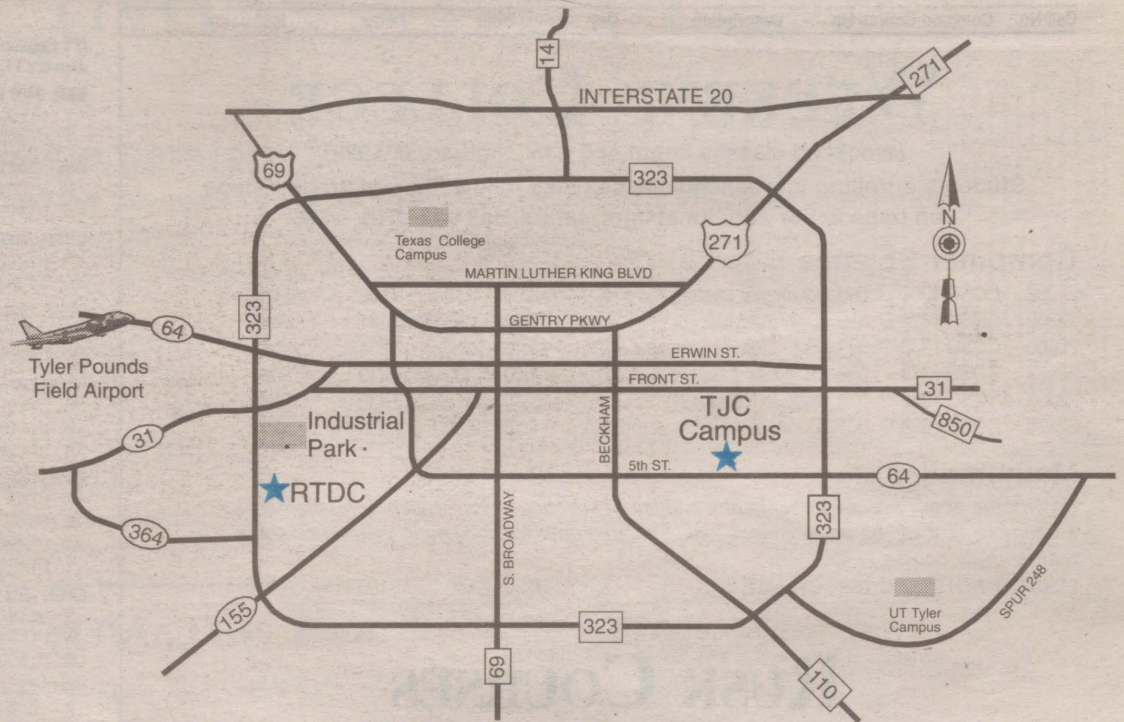 14
271
INTERSTATE 20
69
323
Texas College
Campus
271
N
MARTIN LUTHER KING BLVD
323
GENTRY PKWY
64
ERWIN ST.
Tyler Pounds
Field Airport
FRONT ST.
31
TJC
Campus
Industrial
Park
BECKHAM
850
31
5th ST.
64
RTDC
323
364
S. BROADWAY
SPUR 248
155
UT Tyler
Campus
323
69
110